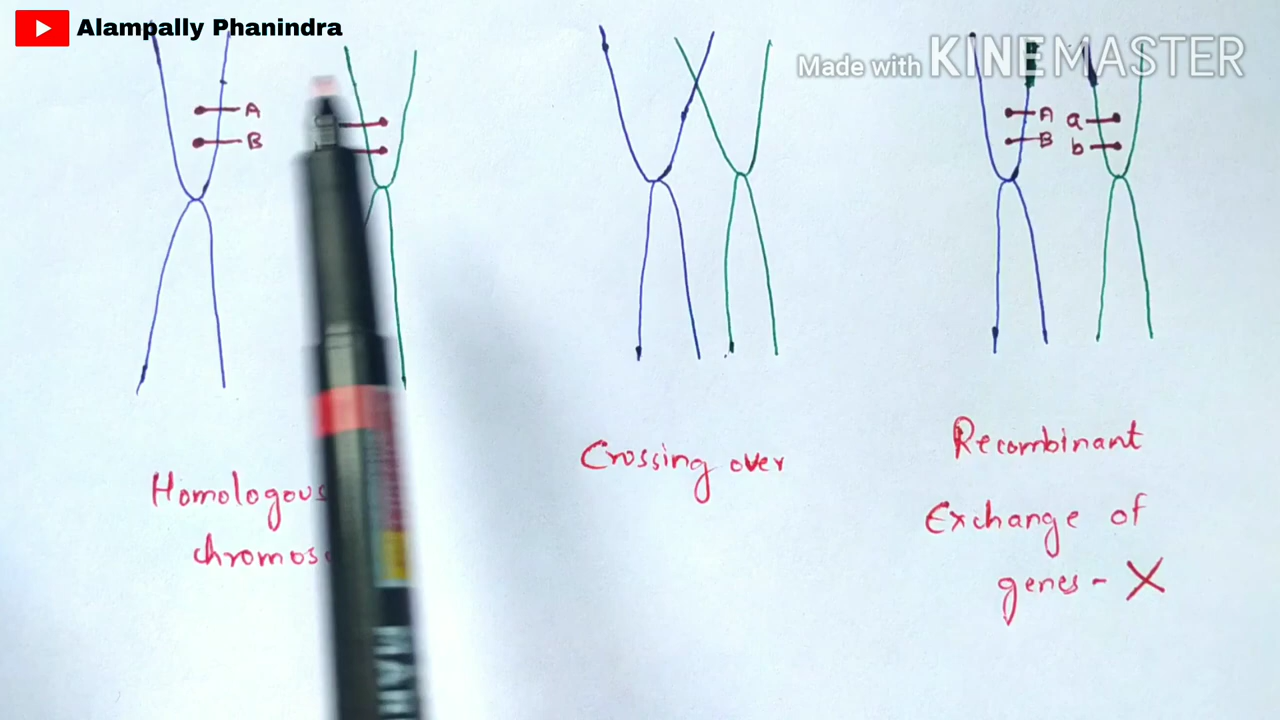 Alampally Phanindra
Made with KINEMASTER
A
B
A
B
a
b
Homologous
Crossing over
Recombinant
Exchange of
genes - X